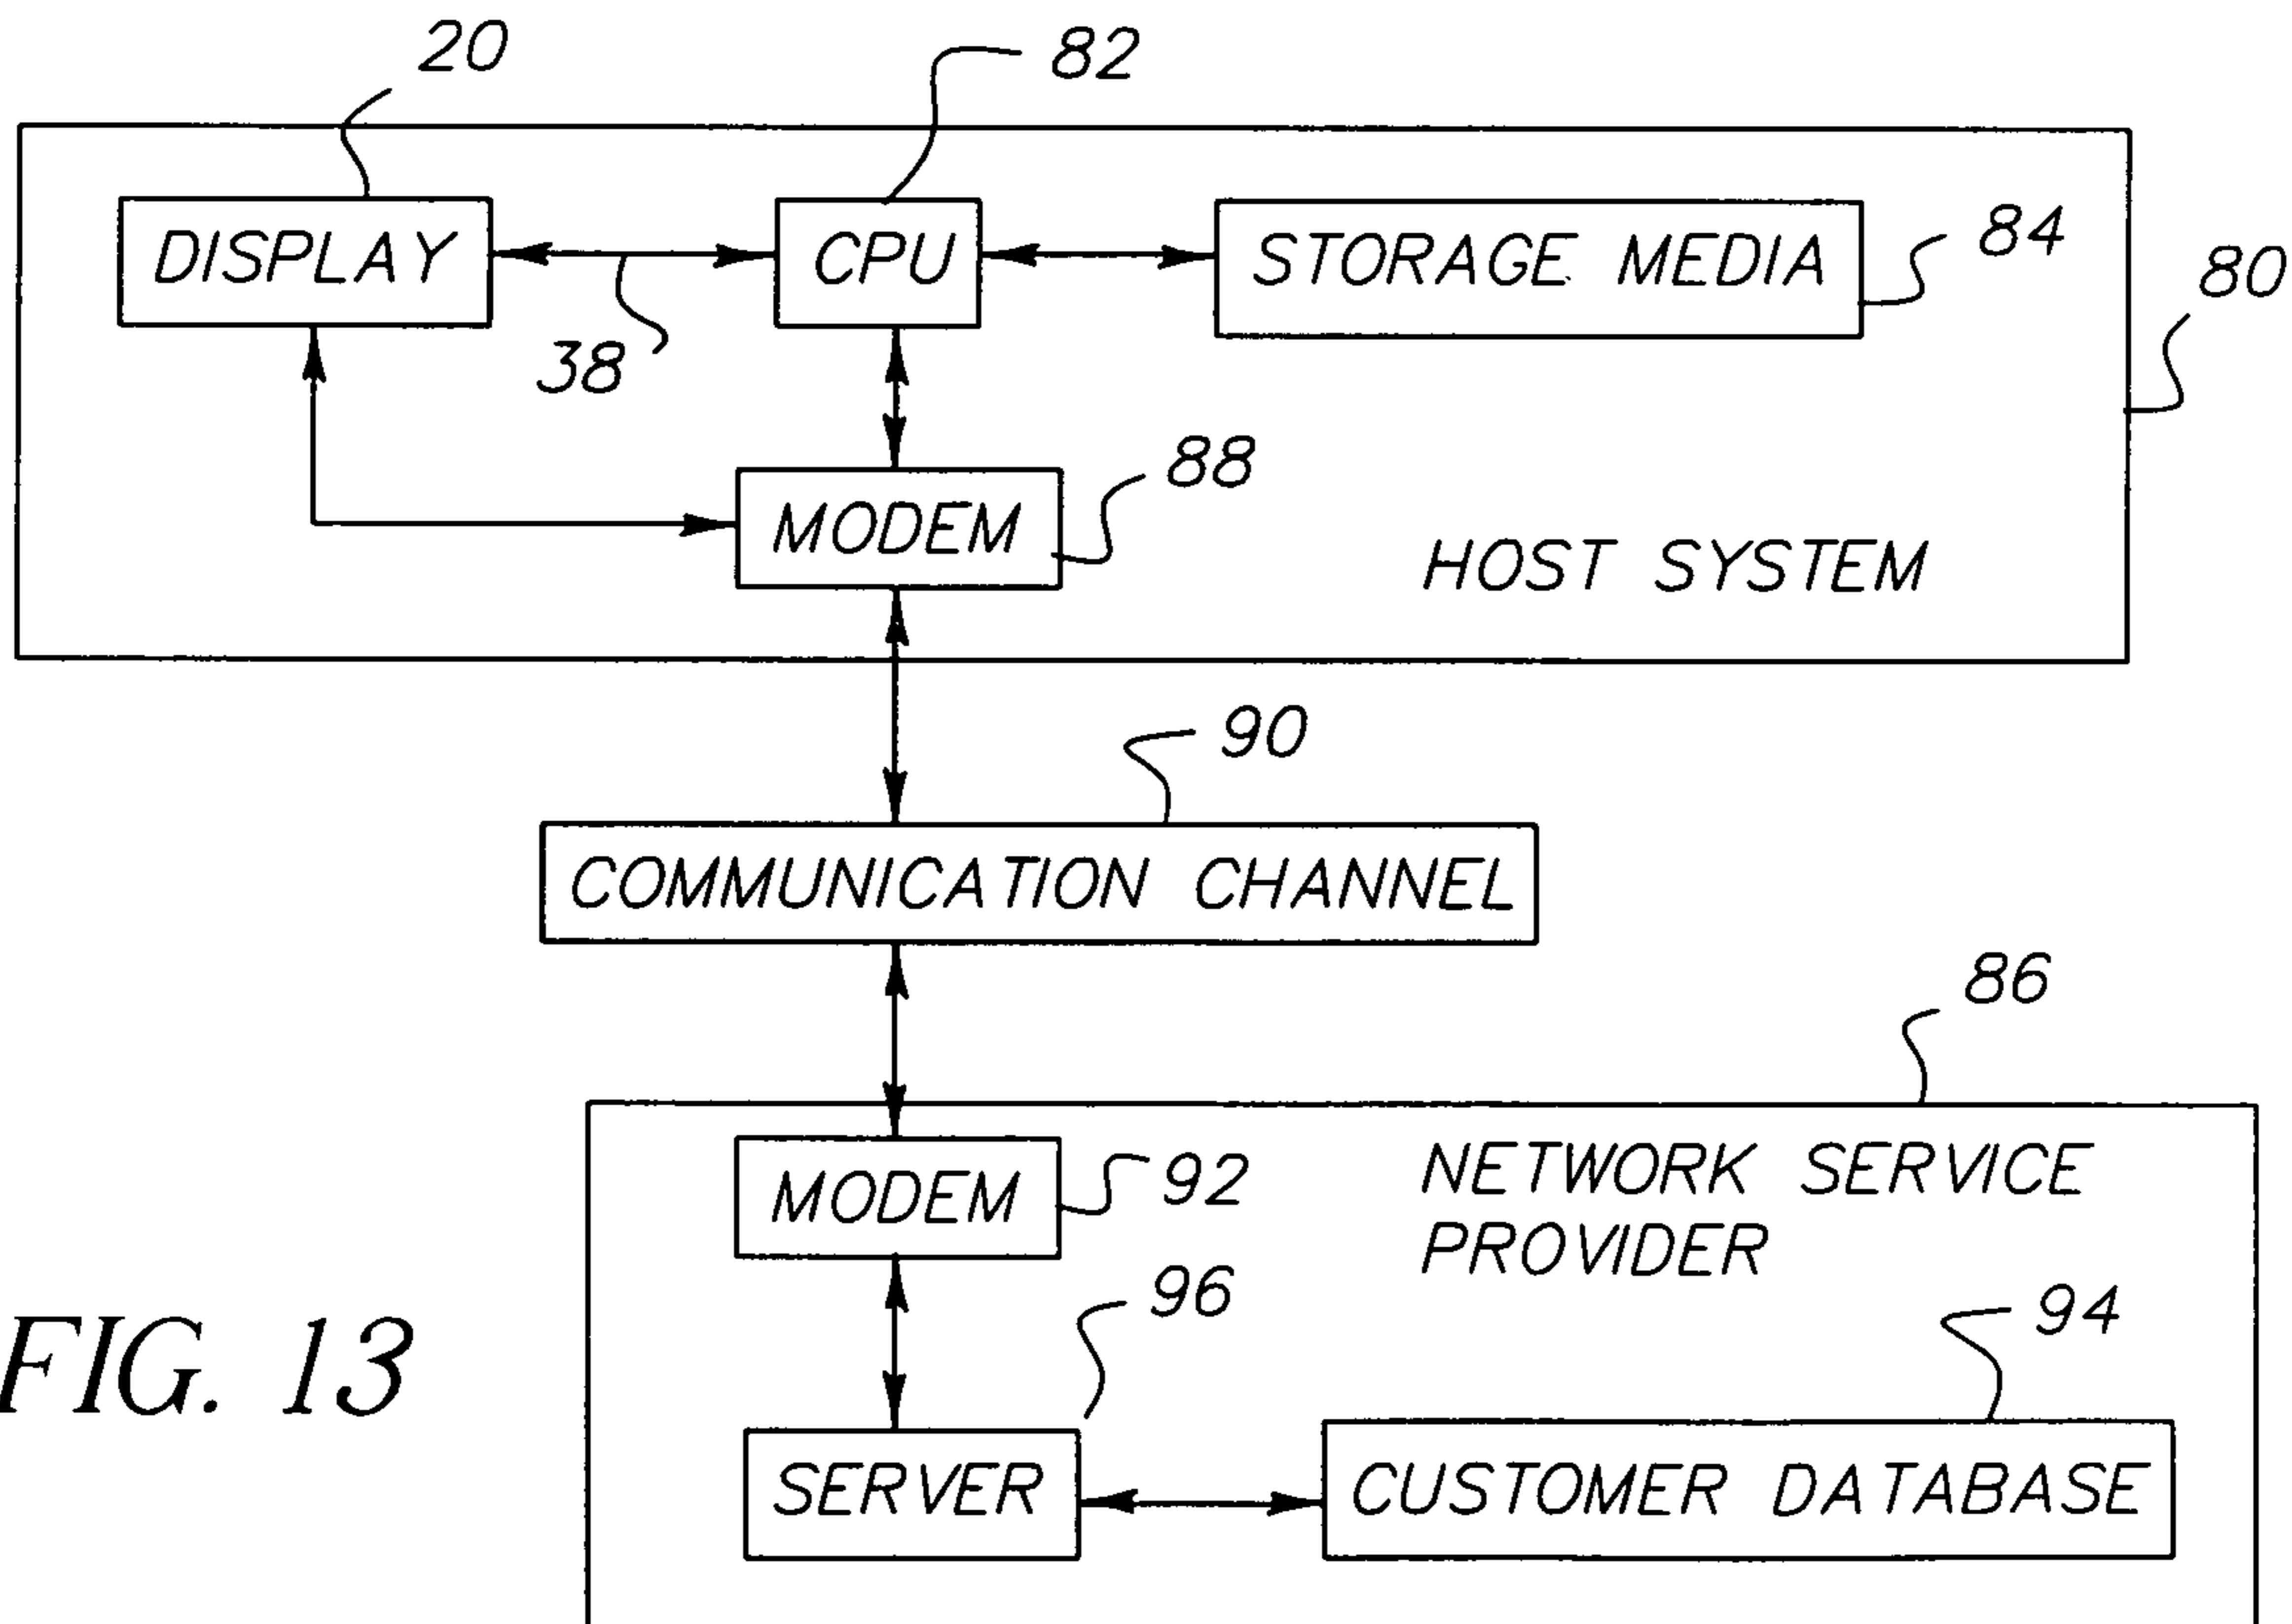 20
82
DISPLAY
CPU
STORAGE MEDIA
84
80
38
MODEM
88
HOST SYSTEM
90
COMMUNICATION CHANNEL
86
MODEM
92
NETWORK SERVICE
PROVIDER
96
94
FIG. 13
SERVER
CUSTOMER DATABASE